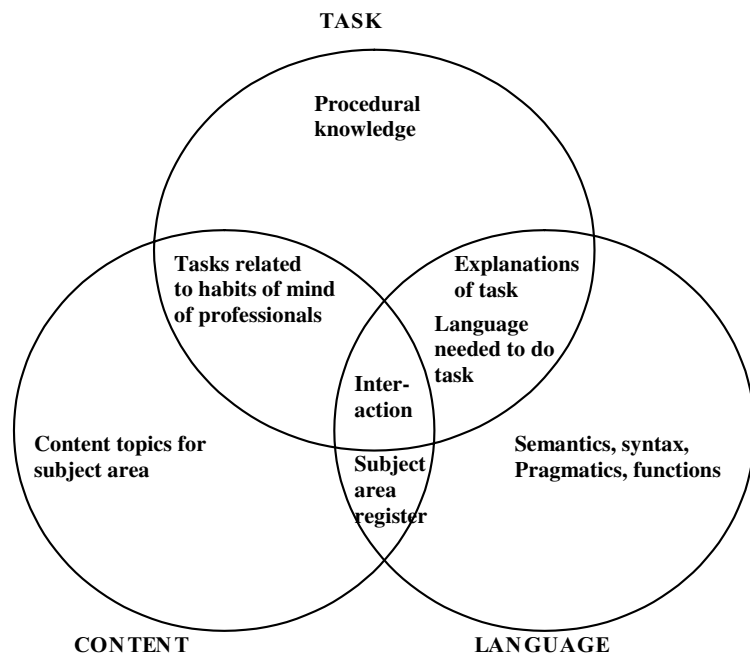 TASK
Procedural
knowledge
Tasks related
to habits of mind
of professionals
Explanations
of task
Language
needed to do
task
Inter-
action
Content topics for
subject area
Semantics, syntax,
Pragmatics, functions
Subject
area
register
CONTENT
LANGUAGE